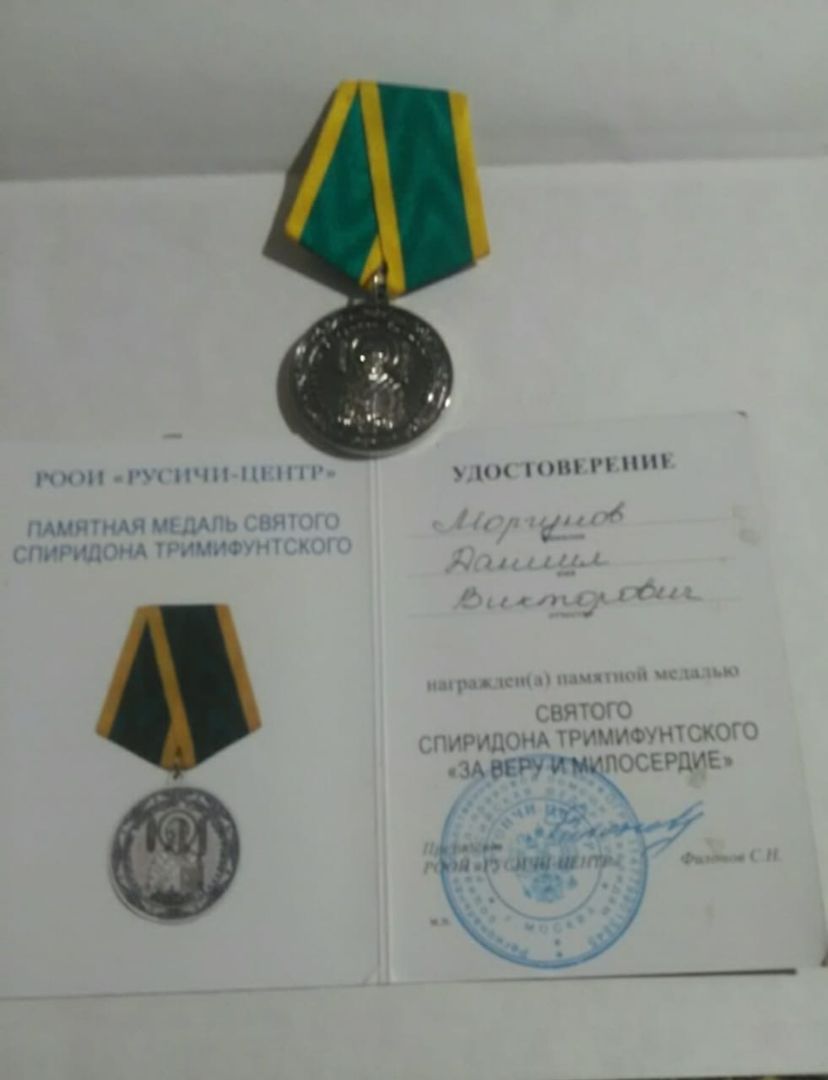 РООИ «РУСИЧИ-ЦЕНТР»
ПАМЯТНАЯ МЕДАЛЬ СВЯТОГО
СПИРИДОНА ТРИМИФУНТСКОГО
УДОСТОВЕРЕНИЕ
Моргунов
Даниил
Викторович
награжден(а) памятной медалью
СВЯТОГО
СПИРИДОНА ТРИМИФУНТСКОГО
«ЗА ВЕРУ И МИЛОСЕРДИЕ»
Президент
РООИ «РУСИЧИ-ЦЕНТР»
Филонов С.Н.
м.п.
МОСКВА